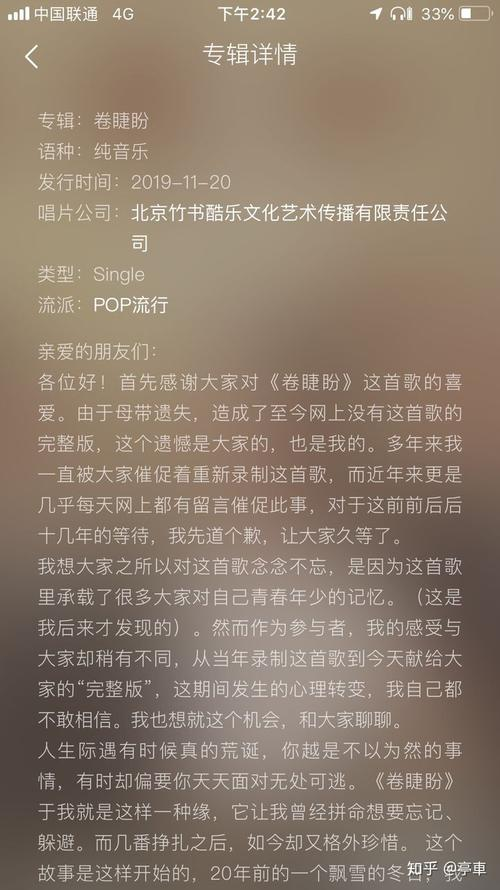 中国联通 4G 下午2:42 33%
专辑详情
专辑：卷睫盼
语种：纯音乐
发行时间：2019-11-20
唱片公司：北京竹书酷乐文化艺术传播有限责任公
司
类型：Single
流派：POP流行
亲爱的朋友们：
各位好！首先感谢大家对《卷睫盼》这首歌的喜
爱。由于母带遗失，造成了至今网上没有这首歌的
完整版，这个遗憾是大家的，也是我的。多年来我
一直被大家催促着重新录制这首歌，而近年来更是
几乎每天网上都有留言催促此事，对于这前前后后
十几年的等待，我先道个歉，让大家久等了。
我想大家之所以对这首歌念念不忘，是因为这首歌
里承载了很多大家对自己青春年少的记忆。（这是
我后来才发现的）。然而作为参与者，我的感受与
大家却稍有不同，从当年录制这首歌到今天献给大
家的“完整版”，这期间发生的心理转变，我自己都
不敢相信。我也想就这个机会，和大家聊聊。
人生际遇有时候真的荒诞，你越是不以为然的事
情，有时却偏要你天天面对无处可逃。《卷睫盼》
于我就是这样一种缘，它让我曾经拼命想要忘记、
躲避。而几番挣扎之后，如今却又格外珍惜。 这个
故事是这样开始的，20年前的一个飘雪的冬日，我
知乎 @亭車